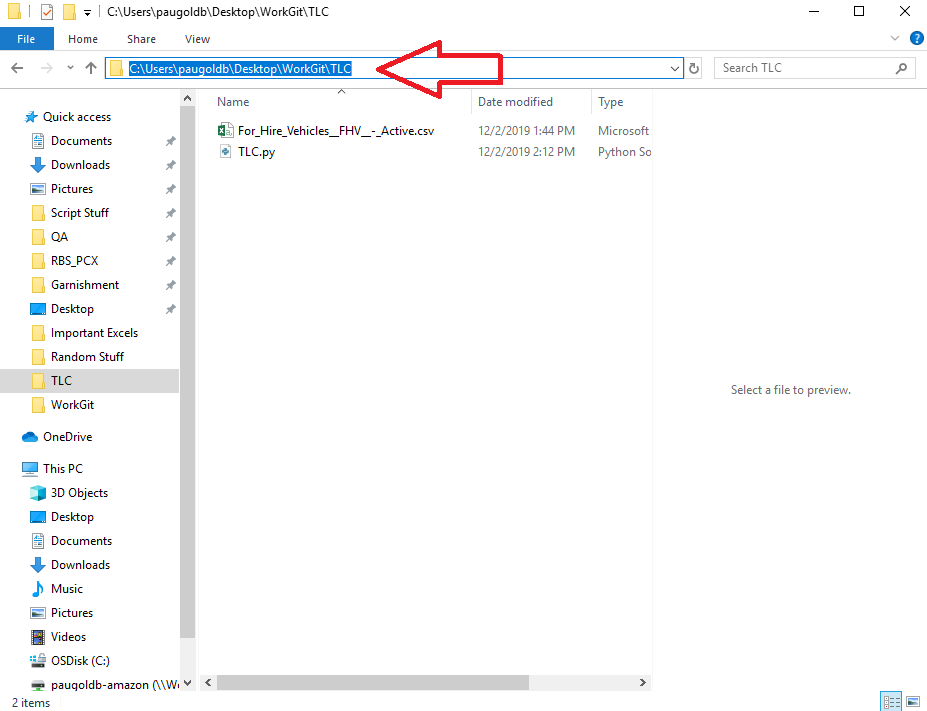 C:\Users\paugoldb\Desktop\WorkGit\TLC
File Home Share View
C:\Users\paugoldb\Desktop\WorkGit\TLC
Search TLC
Name Date modified Type
For_Hire_Vehicles__FHV__-_Active.csv 12/2/2019 1:44 PM Microsoft
TLC.py 12/2/2019 2:12 PM Python So
Quick access
Documents
Downloads
Pictures
Script Stuff
QA
RBS_PCX
Garnishment
Desktop
Important Excels
Random Stuff
TLC
WorkGit
OneDrive
This PC
3D Objects
Desktop
Documents
Downloads
Music
Pictures
Videos
OSDisk (C:)
paugoldb-amazon (\\Wo
Select a file to preview.
2 items